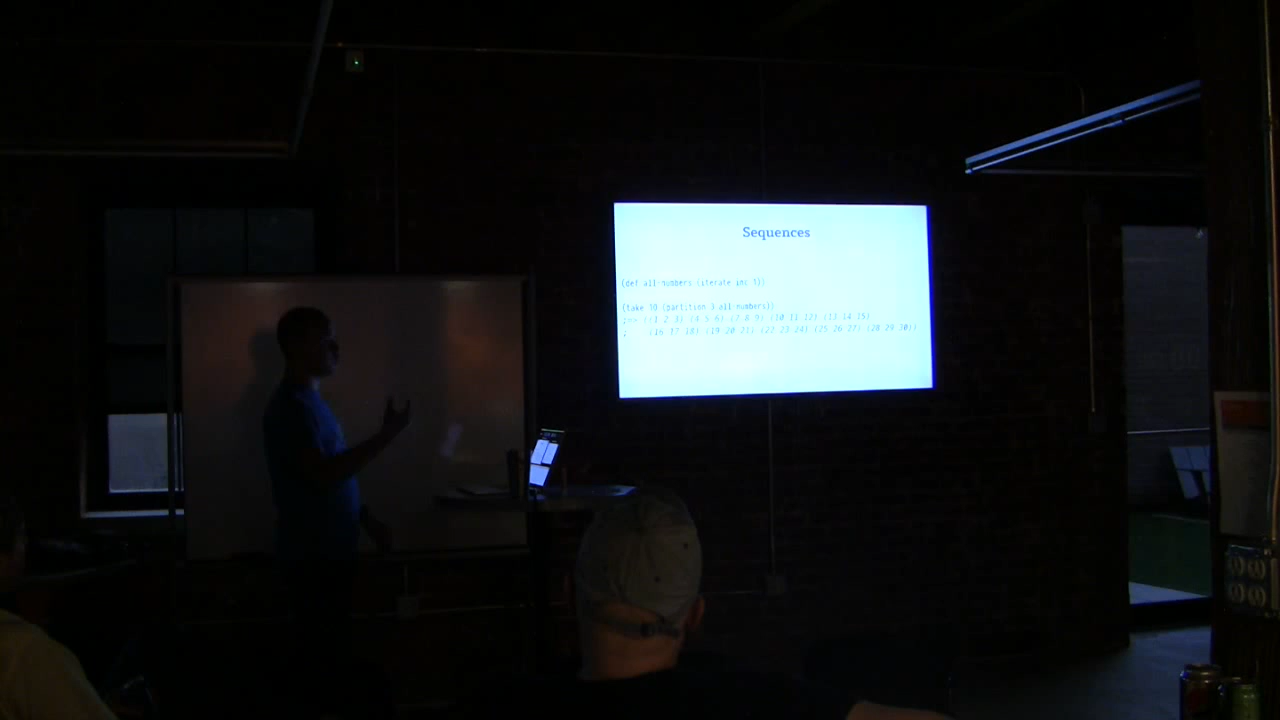 Sequences
(def all-numbers (iterate inc 1))
(take 10 (partition 3 all-numbers))
;=> ((1 2 3) (4 5 6) (7 8 9) (10 11 12) (13 14 15)
; (16 17 18) (19 20 21) (22 23 24) (25 26 27) (28 29 30))